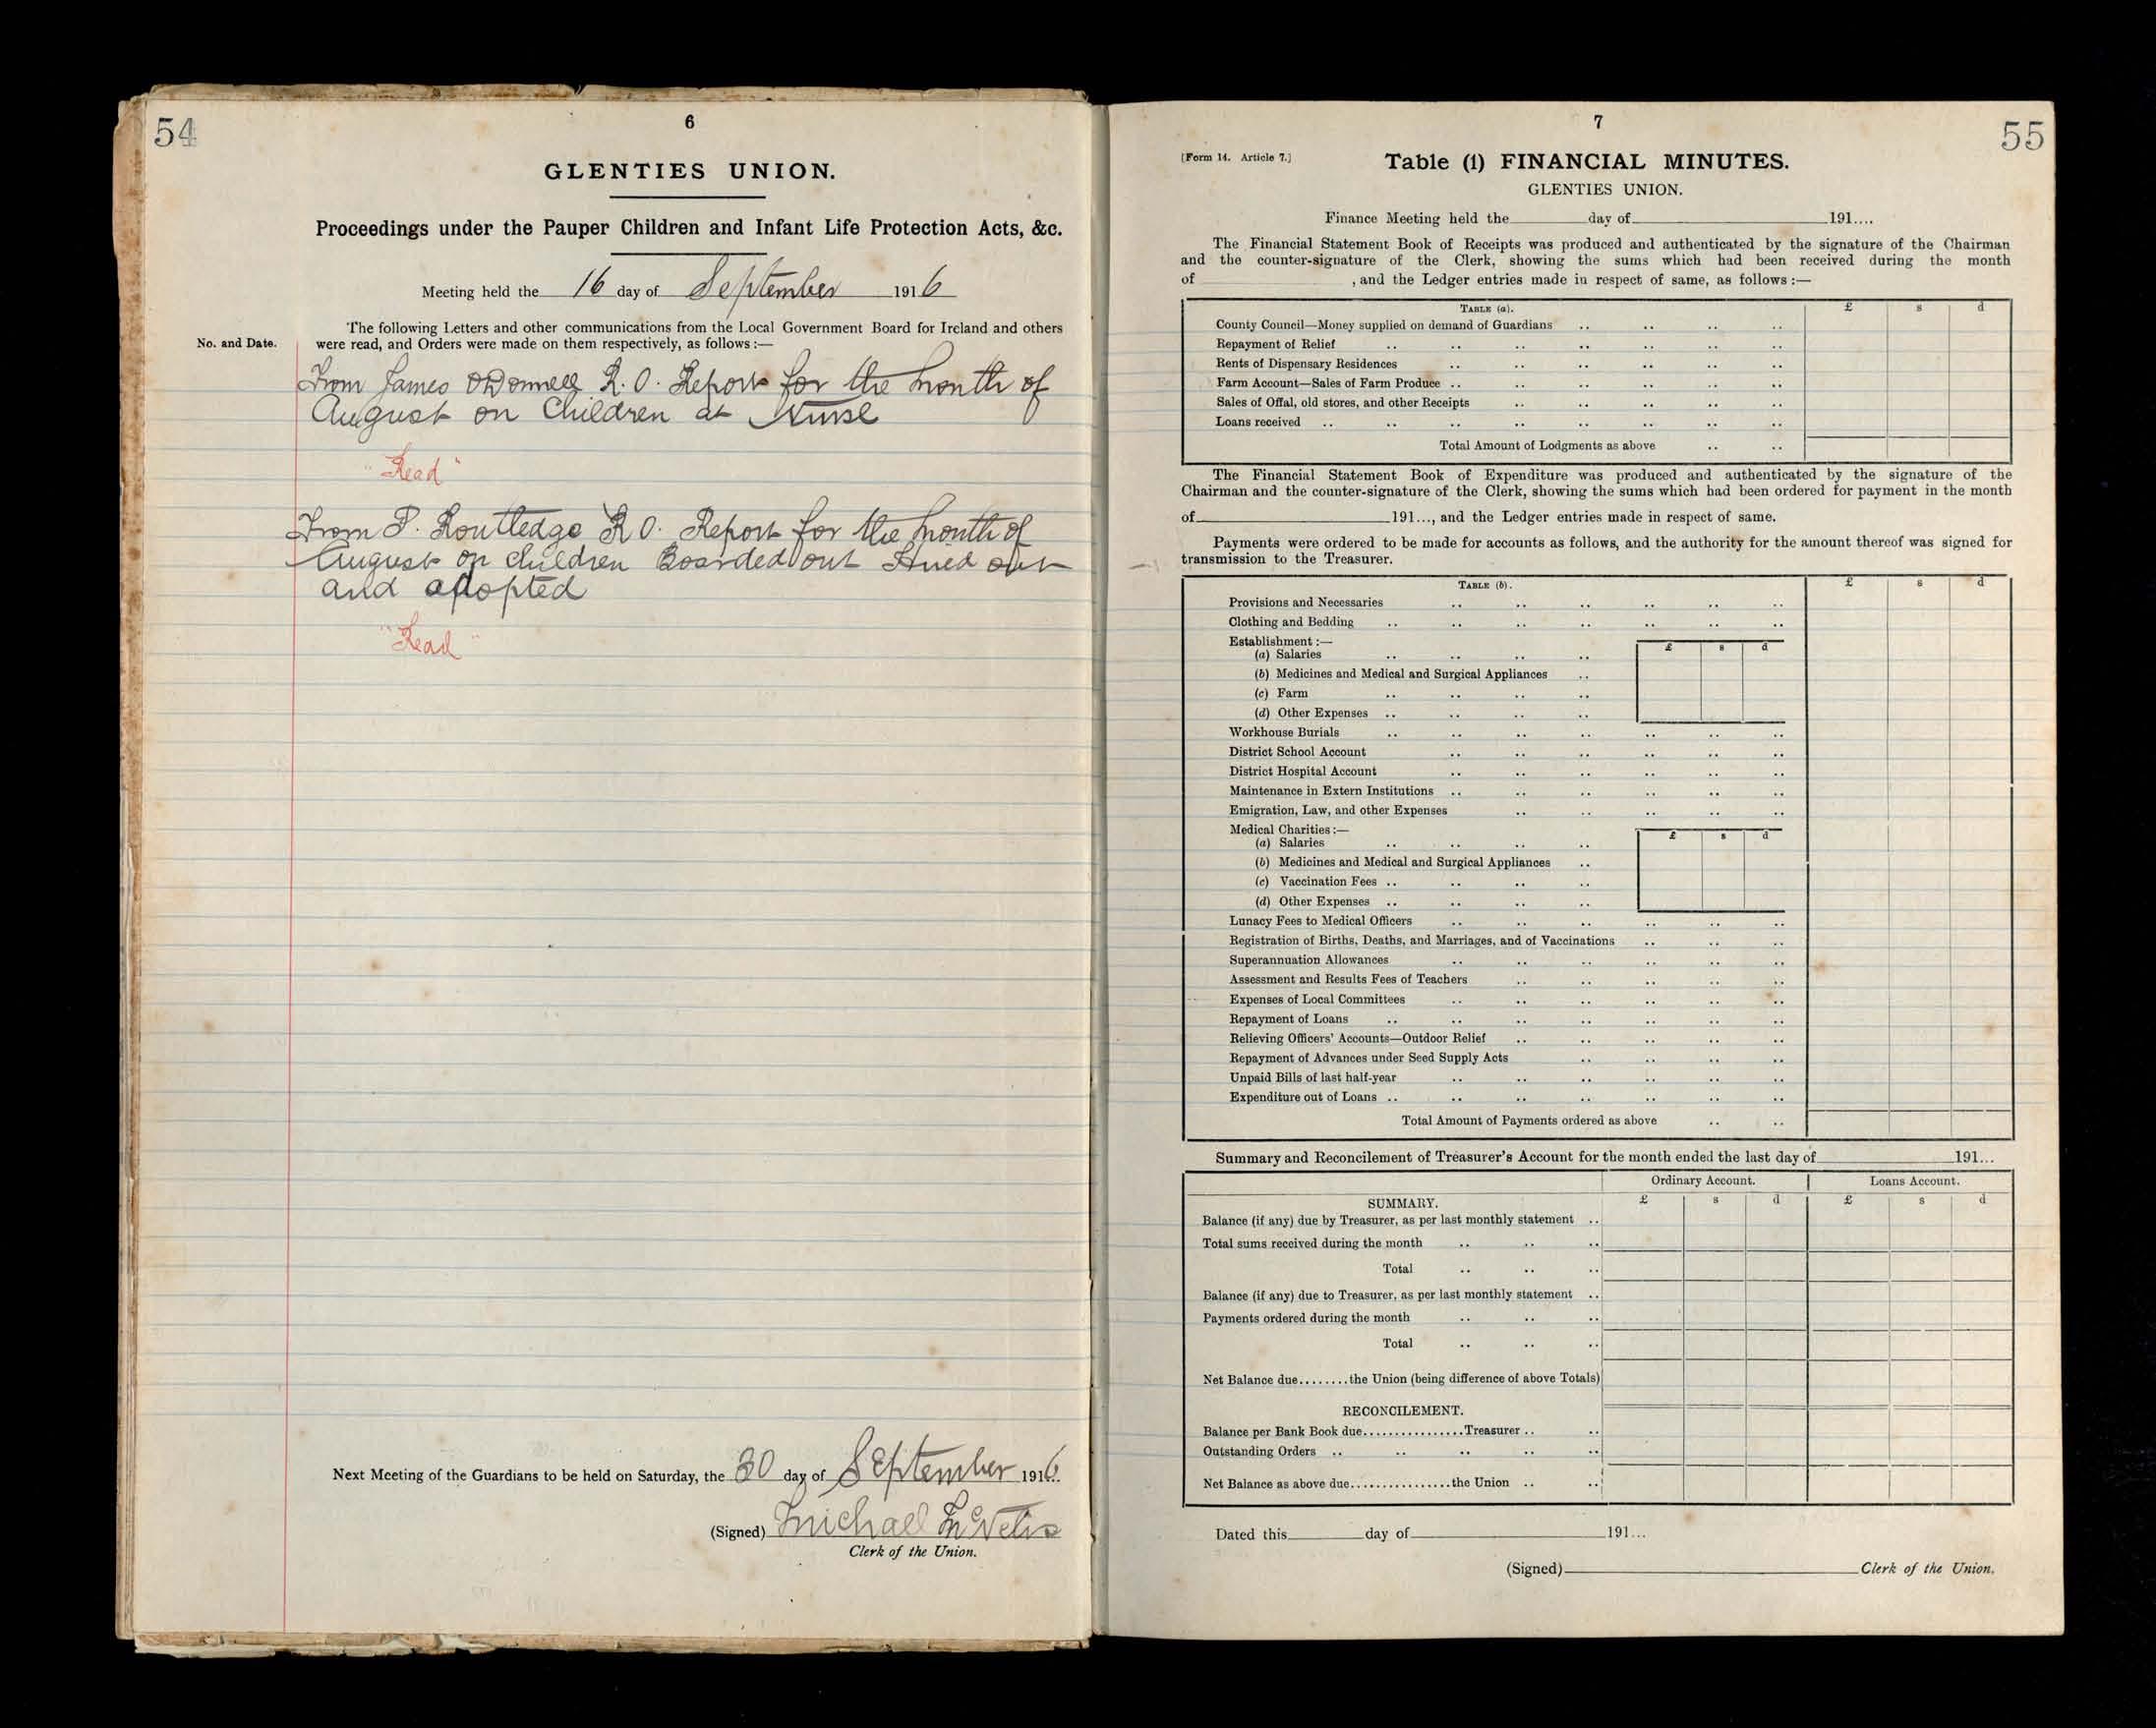 54
6
GLENTIES UNION.
Proceedings under the Pauper Children and Infant Life Protection Acts, &c.
Meeting held the 16 day of September 1916
The following Letters and other communications from the Local Government Board for Ireland and others
No. and Date. were read, and Orders were made on them respectively, as follows :—
From James O'Donnell R. O. Report for the month of
August on Children at Nurse
"Read"
From P. Routledge R O. Report for the month of
August on children Boarded out Hired out
and adopted
"Read"
Next Meeting of the Guardians to be held on Saturday, the 30 day of September 1916
(Signed) Michael McNelis
Clerk of the Union.
55
7
[Form 14. Article 7.] Table (1) FINANCIAL MINUTES.
GLENTIES UNION.
Finance Meeting held the day of 191....
The Financial Statement Book of Receipts was produced and authenticated by the signature of the Chairman
and the counter-signature of the Clerk, showing the sums which had been received during the month
of , and the Ledger entries made in respect of same, as follows :—
TABLE (a). £ s d
County Council—Money supplied on demand of Guardians
Repayment of Relief
Rents of Dispensary Residences
Farm Account—Sales of Farm Produce
Sales of Offal, old stores, and other Receipts
Loans received
Total Amount of Lodgments as above
The Financial Statement Book of Expenditure was produced and authenticated by the signature of the
Chairman and the counter-signature of the Clerk, showing the sums which had been ordered for payment in the month
of 191..., and the Ledger entries made in respect of same.
Payments were ordered to be made for accounts as follows, and the authority for the amount thereof was signed for
transmission to the Treasurer.
TABLE (b). £ s d
Provisions and Necessaries
Clothing and Bedding
Establishment :— £ s d
(a) Salaries
(b) Medicines and Medical and Surgical Appliances
(c) Farm
(d) Other Expenses
Workhouse Burials
District School Account
District Hospital Account
Maintenance in Extern Institutions
Emigration, Law, and other Expenses
Medical Charities :— £ s d
(a) Salaries
(b) Medicines and Medical and Surgical Appliances
(c) Vaccination Fees
(d) Other Expenses
Lunacy Fees to Medical Officers
Registration of Births, Deaths, and Marriages, and of Vaccinations
Superannuation Allowances
Assessment and Results Fees of Teachers
Expenses of Local Committees
Repayment of Loans
Relieving Officers' Accounts—Outdoor Relief
Repayment of Advances under Seed Supply Acts
Unpaid Bills of last half-year
Expenditure out of Loans
Total Amount of Payments ordered as above
Summary and Reconcilement of Treasurer's Account for the month ended the last day of 191...
Ordinary Account. Loans Account.
SUMMARY. £ s d £ s d
Balance (if any) due by Treasurer, as per last monthly statement
Total sums received during the month
Total
Balance (if any) due to Treasurer, as per last monthly statement
Payments ordered during the month
Total
Net Balance due........the Union (being difference of above Totals)
RECONCILEMENT.
Balance per Bank Book due................Treasurer
Outstanding Orders
Net Balance as above due................the Union
Dated this day of 191...
(Signed) Clerk of the Union.